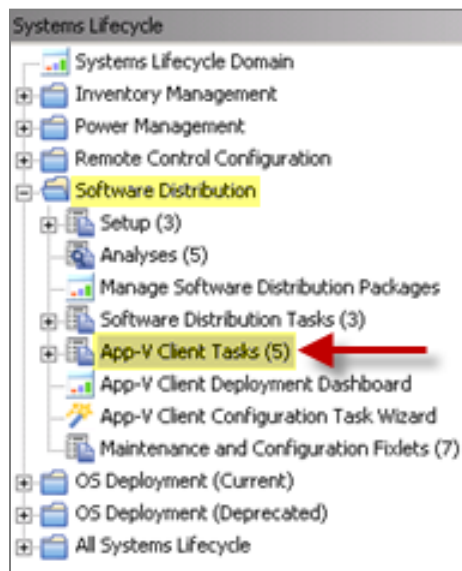 Systems Lifecycle
Systems Lifecycle Domain
Inventory Management
Power Management
Remote Control Configuration
Software Distribution
Setup (3)
Analyses (5)
Manage Software Distribution Packages
Software Distribution Tasks (3)
App-V Client Tasks (5)
App-V Client Deployment Dashboard
App-V Client Configuration Task Wizard
Maintenance and Configuration Fixlets (7)
OS Deployment (Current)
OS Deployment (Deprecated)
All Systems Lifecycle